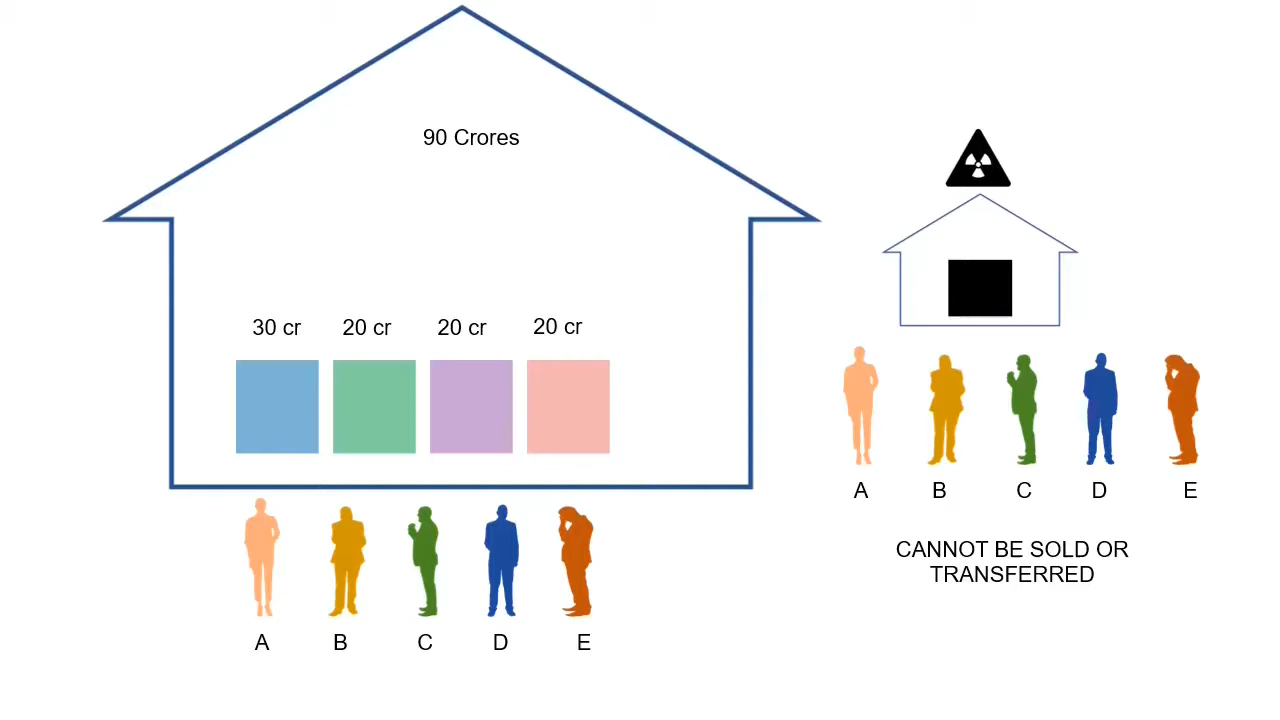 90 Crores
30 cr 20 cr 20 cr 20 cr
A B C D E
A B C D E
CANNOT BE SOLD OR
TRANSFERRED